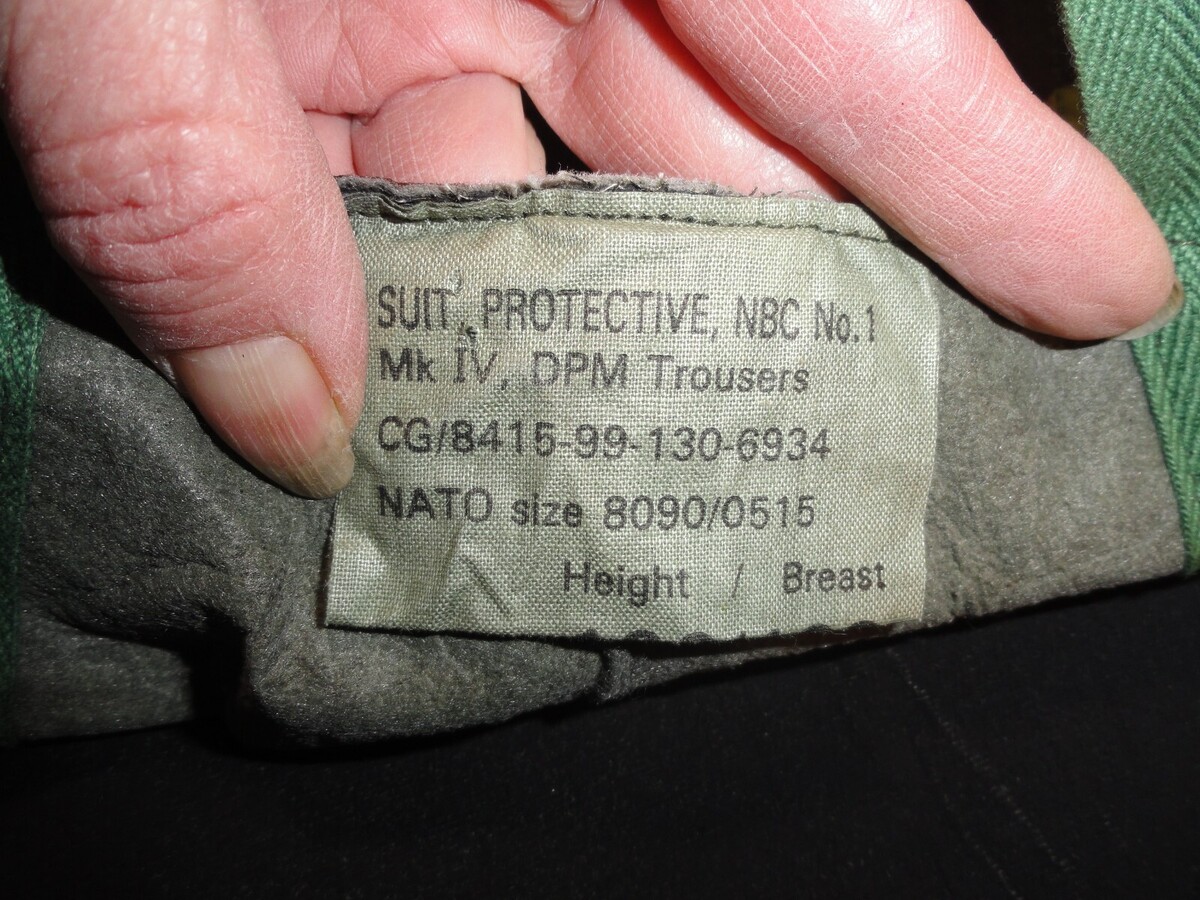 SUIT, PROTECTIVE, NBC No.1
Mk IV, DPM Trousers
CG/8415-99-130-6934
NATO size 8090/0515
Height / Breast